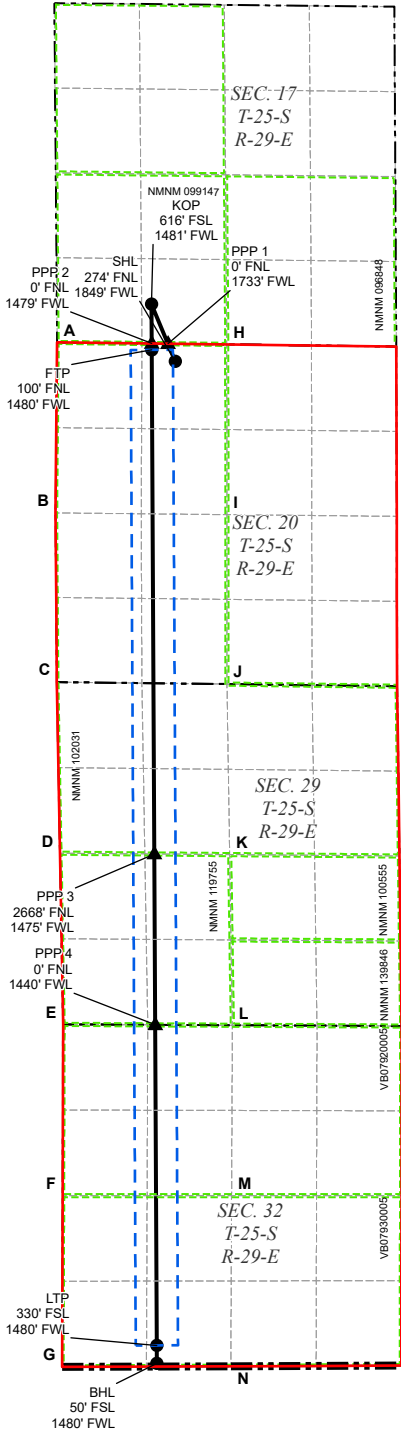 SEC. 17
T-25-S
R-29-E
NMNM 099147
KOP
616' FSL
1481' FWL
SHL
274' FNL
1849' FWL
PPP 1
0' FNL
1733' FWL
PPP 2
0' FNL
1479' FWL
NMNM 096848
A
H
FTP
100' FNL
1480' FWL
B
I
SEC. 20
T-25-S
R-29-E
C
J
NMNM 102031
SEC. 29
T-25-S
R-29-E
D
K
NMNM 119755
NMNM 100555
PPP 3
2668' FNL
1475' FWL
PPP 4
0' FNL
1440' FWL
NMNM 139846
E
L
VB07920005
F
M
SEC. 32
T-25-S
R-29-E
VB07930005
LTP
330' FSL
1480' FWL
G
N
BHL
50' FSL
1480' FWL